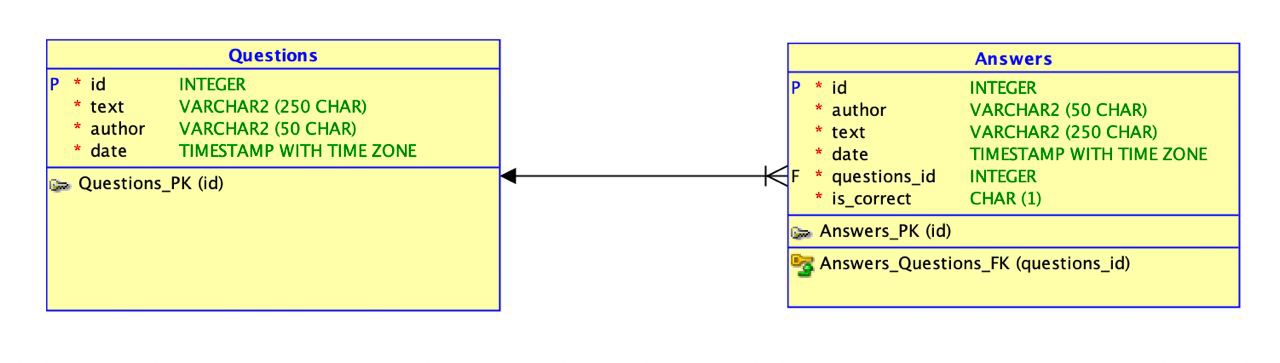 Questions
P * id INTEGER
* text VARCHAR2 (250 CHAR)
* author VARCHAR2 (50 CHAR)
* date TIMESTAMP WITH TIME ZONE
Questions_PK (id)
Answers
P * id INTEGER
* author VARCHAR2 (50 CHAR)
* text VARCHAR2 (250 CHAR)
* date TIMESTAMP WITH TIME ZONE
F * questions_id INTEGER
* is_correct CHAR (1)
Answers_PK (id)
Answers_Questions_FK (questions_id)